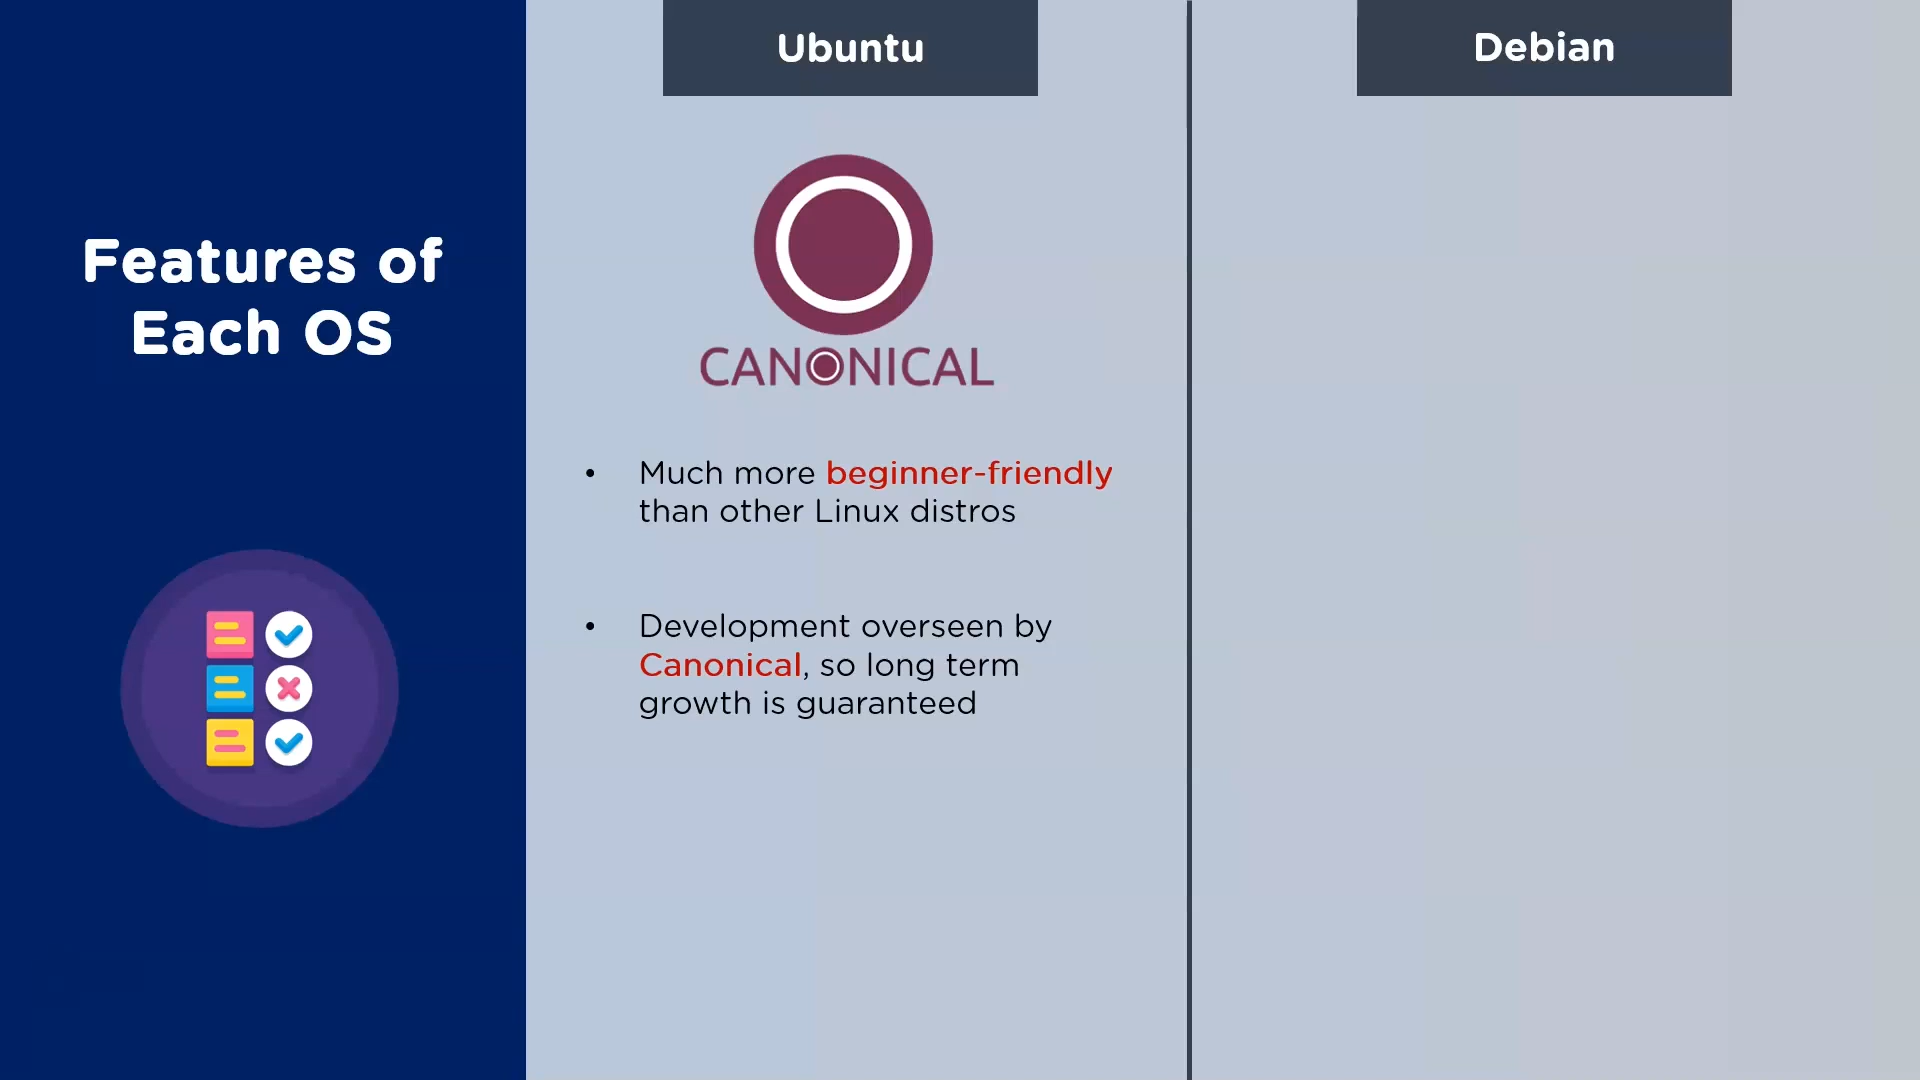 Features of
Each OS
Ubuntu
CANONICAL
• Much more beginner-friendly
than other Linux distros
• Development overseen by
Canonical, so long term
growth is guaranteed
Debian